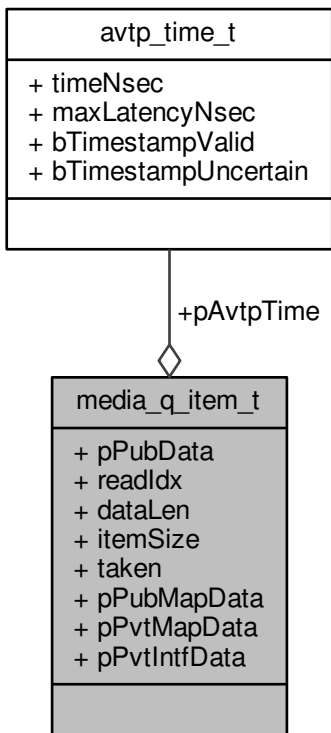 avtp_time_t
+ timeNsec
+ maxLatencyNsec
+ bTimestampValid
+ bTimestampUncertain
+pAvtpTime
media_q_item_t
+ pPubData
+ readIdx
+ dataLen
+ itemSize
+ taken
+ pPubMapData
+ pPvtMapData
+ pPvtIntfData